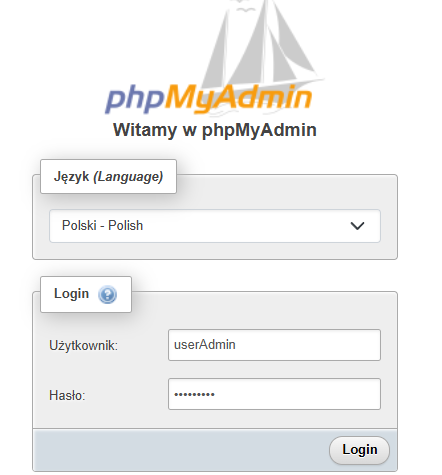 phpMyAdmin
Witamy w phpMyAdmin
Język (Language)
Polski - Polish
Login ?
Użytkownik:
userAdmin
Hasło:
•••••••••
Login